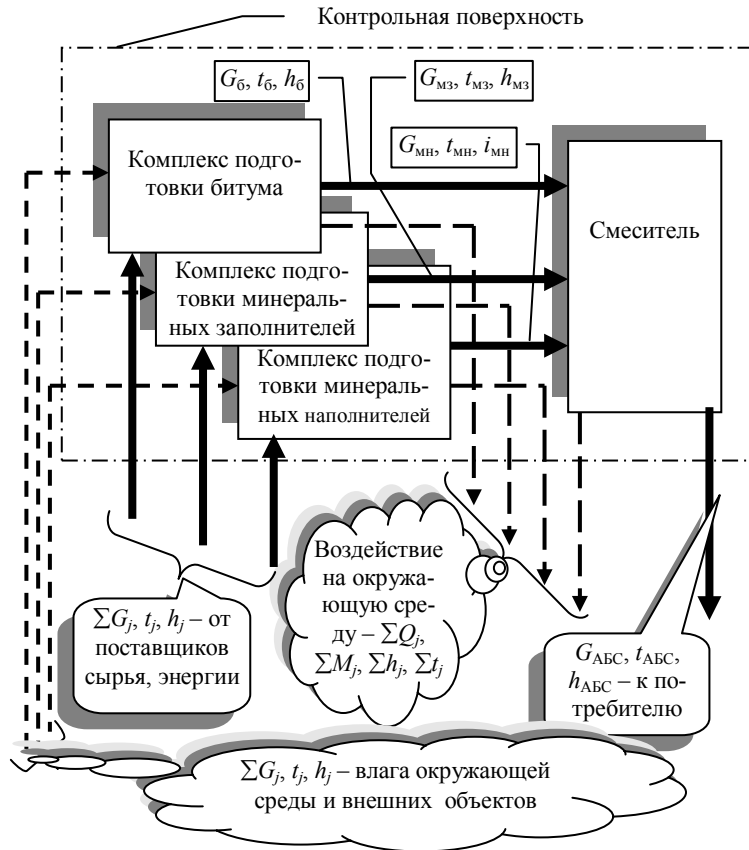 Контрольная поверхность
Gб, tб, hб
Gмз, tмз, hмз
Gмн, tмн, iмн
Комплекс подго-
товки битума
Смеситель
Комплекс подго-
товки минераль-
ных заполнителей
Комплекс подго-
товки минераль-
ных наполнителей
Воздействие
на окружа-
ющую сре-
ду – ∑Qj,
∑Mj, ∑hj, ∑tj
∑Gj, tj, hj – от
поставщиков
сырья, энергии
GАБС, tАБС,
hАБС – к по-
требителю
∑Gj, tj, hj – влага окружающей
среды и внешних объектов